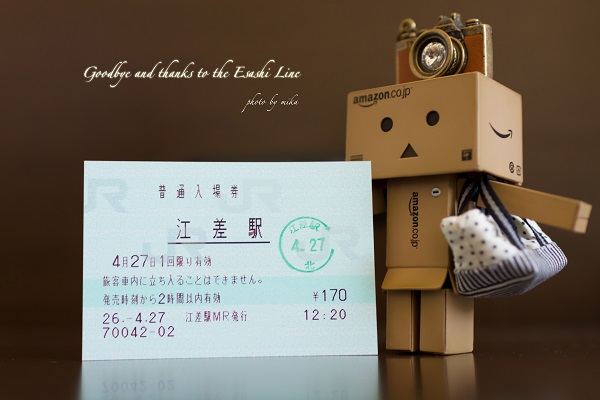 Goodbye and thanks to the Esashi Line
photo by mika
amazon.co.jp
amazon.co.jp
普通入場券
江差駅
江差駅
4.27
北
4月27日1回限り有効
旅客車内に立ち入ることはできません。
発売時刻から2時間以内有効
¥170
26.-4.27 江差駅MR発行 12:20
70042-02